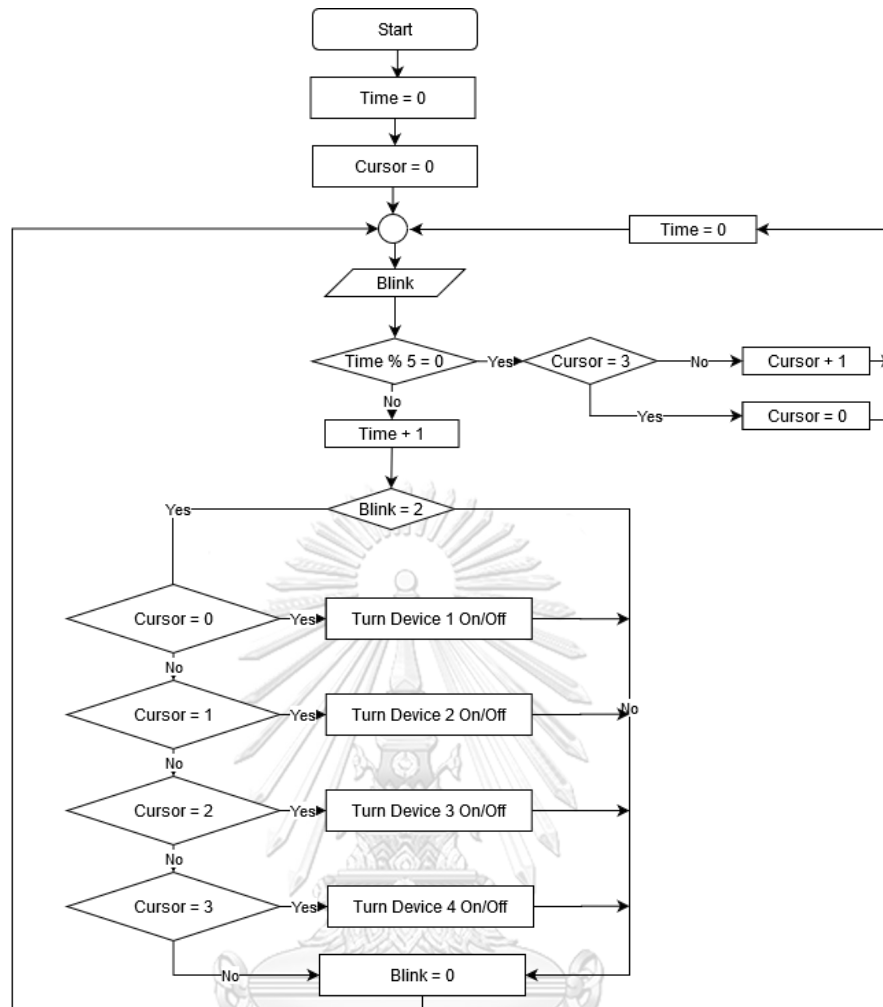 Start
Time = 0
Cursor = 0
Time = 0
Blink
Time % 5 = 0
Yes
Cursor = 3
No
Cursor + 1
No
Yes
Cursor = 0
Time + 1
Yes
Blink = 2
Cursor = 0
Yes
Turn Device 1 On/Off
No
Cursor = 1
Yes
Turn Device 2 On/Off
No
No
Cursor = 2
Yes
Turn Device 3 On/Off
No
Cursor = 3
Yes
Turn Device 4 On/Off
No
Blink = 0